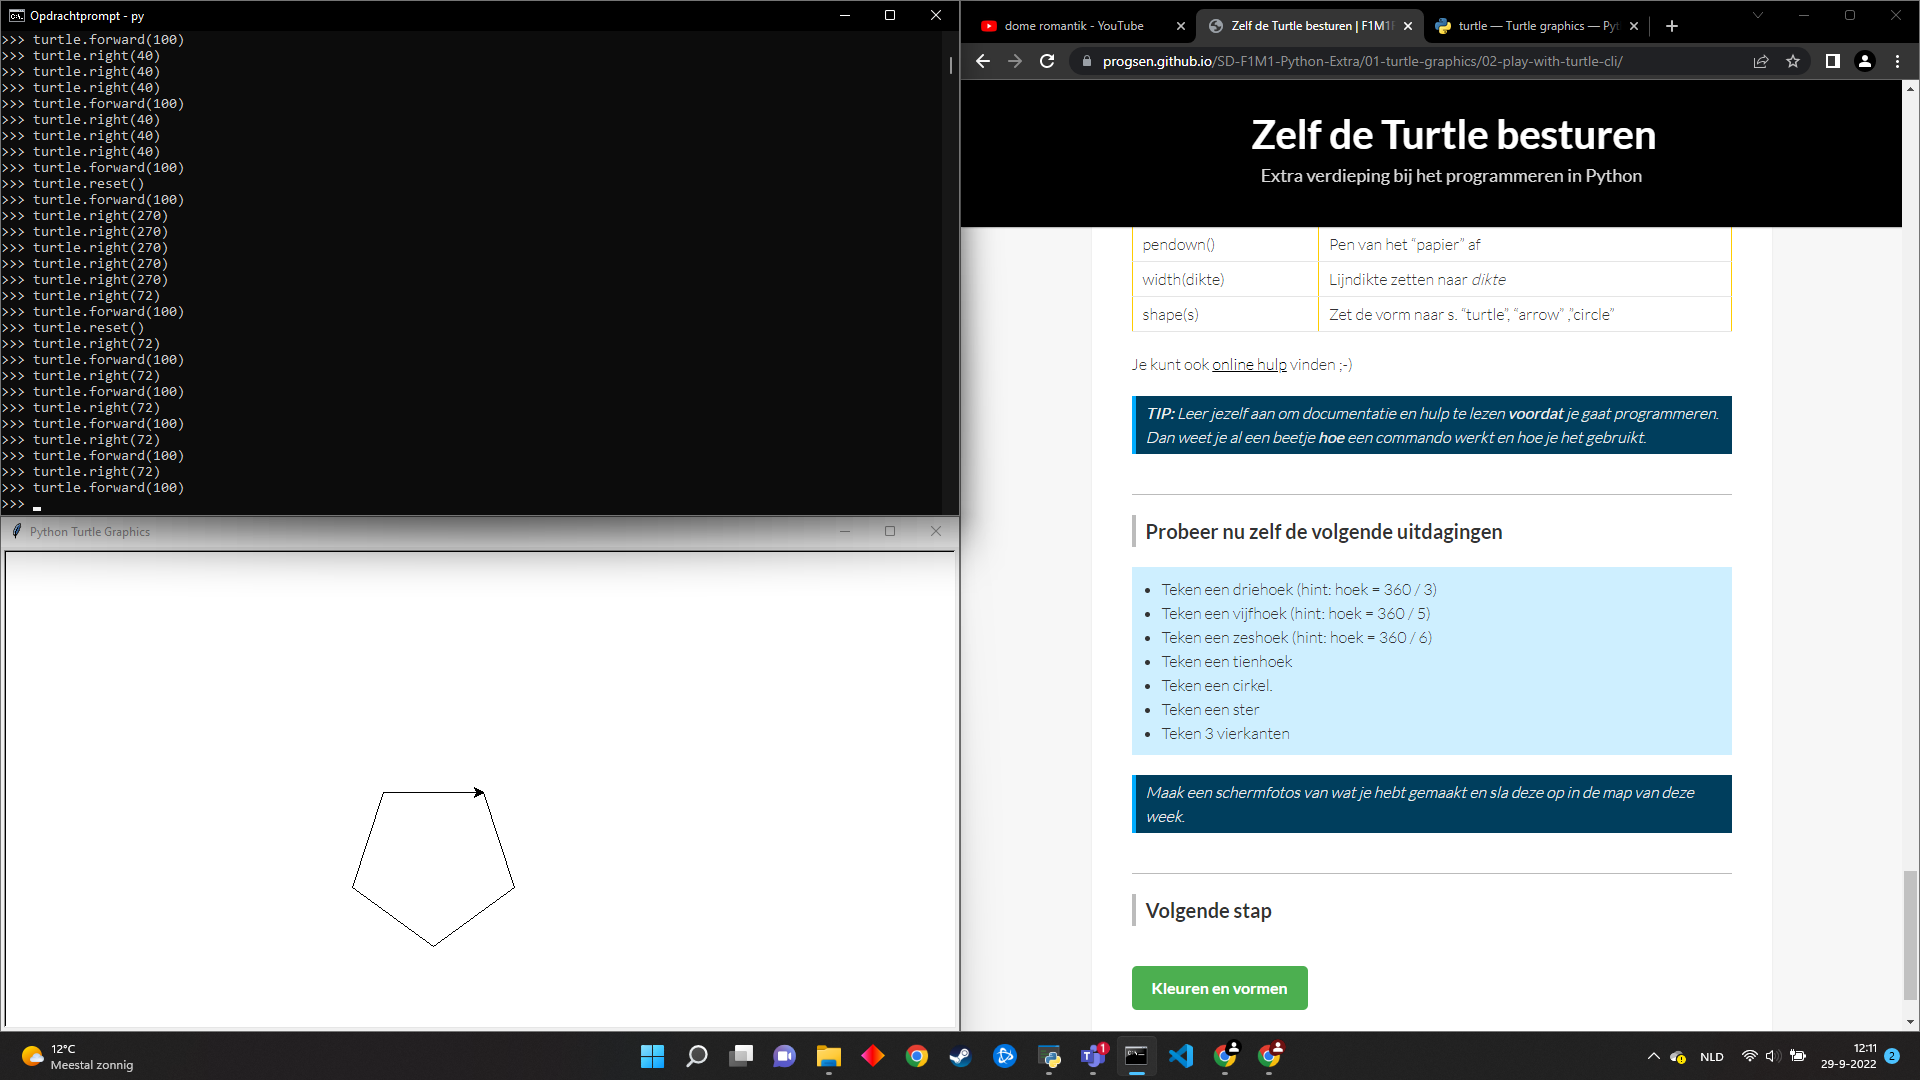 Opdrachtprompt - py
>>> turtle.forward(100)
>>> turtle.right(40)
>>> turtle.right(40)
>>> turtle.right(40)
>>> turtle.forward(100)
>>> turtle.right(40)
>>> turtle.right(40)
>>> turtle.right(40)
>>> turtle.forward(100)
>>> turtle.reset()
>>> turtle.forward(100)
>>> turtle.right(270)
>>> turtle.right(270)
>>> turtle.right(270)
>>> turtle.right(270)
>>> turtle.right(270)
>>> turtle.right(72)
>>> turtle.forward(100)
>>> turtle.reset()
>>> turtle.right(72)
>>> turtle.forward(100)
>>> turtle.right(72)
>>> turtle.forward(100)
>>> turtle.right(72)
>>> turtle.forward(100)
>>> turtle.right(72)
>>> turtle.forward(100)
>>> turtle.right(72)
>>> turtle.forward(100)
>>>
Python Turtle Graphics
dome romantik - YouTube
Zelf de Turtle besturen | F1M1P
turtle — Turtle graphics — Pyt
progsen.github.io/SD-F1M1-Python-Extra/01-turtle-graphics/02-play-with-turtle-cli/
Zelf de Turtle besturen
Extra verdieping bij het programmeren in Python
pendown() Pen van het “papier” af
width(dikte) Lijndikte zetten naar dikte
shape(s) Zet de vorm naar s. “turtle”, “arrow” ,”circle”
Je kunt ook online hulp vinden ;-)
TIP: Leer jezelf aan om documentatie en hulp te lezen voordat je gaat programmeren.
Dan weet je al een beetje hoe een commando werkt en hoe je het gebruikt.
Probeer nu zelf de volgende uitdagingen
• Teken een driehoek (hint: hoek = 360 / 3)
• Teken een vijfhoek (hint: hoek = 360 / 5)
• Teken een zeshoek (hint: hoek = 360 / 6)
• Teken een tienhoek
• Teken een cirkel.
• Teken een ster
• Teken 3 vierkanten
Maak een schermfotos van wat je hebt gemaakt en sla deze op in de map van deze
week.
Volgende stap
Kleuren en vormen
12°C
Meestal zonnig
1
NLD
12:11
29-9-2022
2